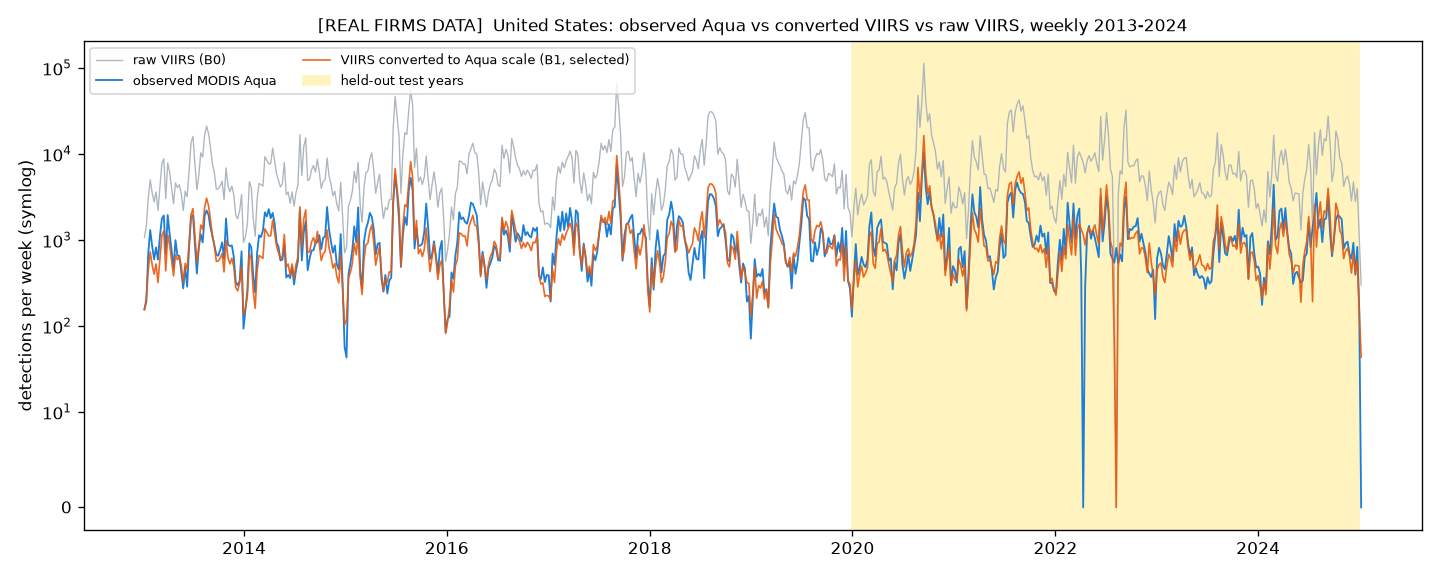 [REAL FIRMS DATA]  United States: observed Aqua vs converted VIIRS vs raw VIIRS, weekly 2013-2024
raw VIIRS (B0)
observed MODIS Aqua
VIIRS converted to Aqua scale (B1, selected)
held-out test years
detections per week (symlog)
10⁵
10⁴
10³
10²
10¹
0
2014
2016
2018
2020
2022
2024